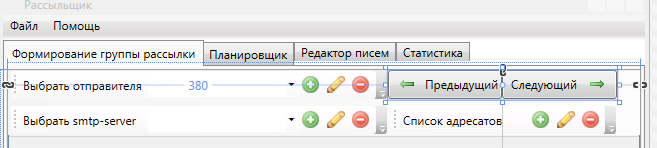 Рассыльщик
Файл Помощь
Формирование группы рассылки Планировщик Редактор писем Статистика
Выбрать отправителя 380 Предыдущий Следующий
Выбрать smtp-server Список адресатов